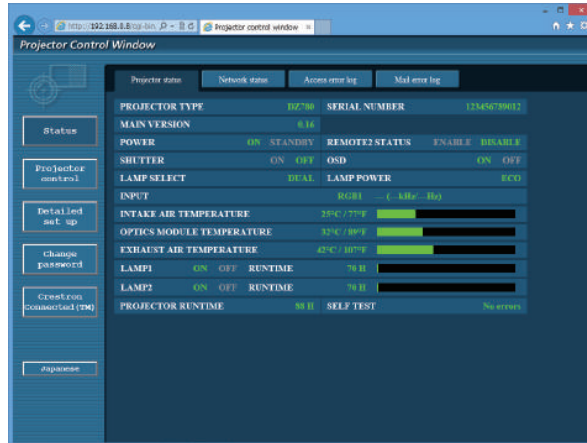 http://192.168.0.8/cgi-bin
Projector control window
Projector Control Window
Projector status Network status Access error log Mail error log
PROJECTOR TYPE DZ780 SERIAL NUMBER 123456789012
MAIN VERSION 0.16
POWER ON STANDBY REMOTE2 STATUS ENABLE DISABLE
SHUTTER ON OFF OSD ON OFF
LAMP SELECT DUAL LAMP POWER ECO
INPUT RGB1 --- (--kHz/--Hz)
INTAKE AIR TEMPERATURE 25°C / 77°F
OPTICS MODULE TEMPERATURE 32°C / 89°F
EXHAUST AIR TEMPERATURE 42°C / 107°F
LAMP1 ON OFF RUNTIME 70 H
LAMP2 ON OFF RUNTIME 70 H
PROJECTOR RUNTIME 98 H SELF TEST No errors
Status
Projector
control
Detailed
set up
Change
password
Crestron
Connected(TM)
Japanese